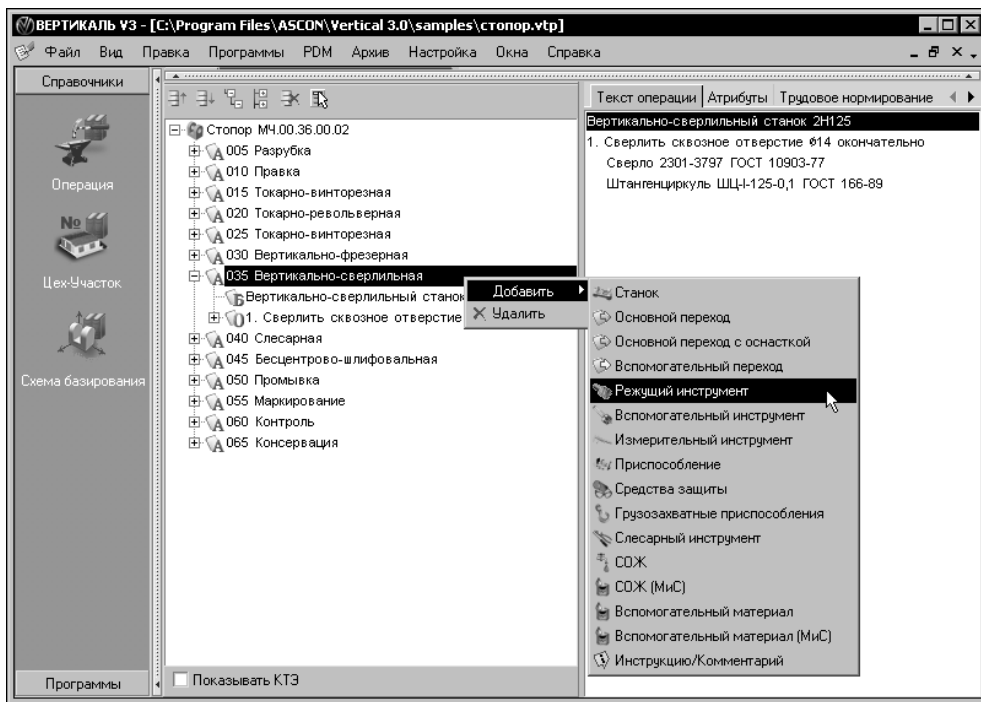 ВЕРТИКАЛЬ V3 - [C:\Program Files\ASCON\Vertical 3.0\samples\стопор.vtp]
Файл Вид Правка Программы PDM Архив Настройка Окна Справка
Справочники
Операция
№
Цех-Участок
Схема базирования
Программы
Стопор МЧ.00.36.00.02
А 005 Разрубка
А 010 Правка
А 015 Токарно-винторезная
А 020 Токарно-револьверная
А 025 Токарно-винторезная
А 030 Вертикально-фрезерная
А 035 Вертикально-сверлильная
Б Вертикально-сверлильный станок
О 1. Сверлить сквозное отверстие
А 040 Слесарная
А 045 Бесцентрово-шлифовальная
А 050 Промывка
А 055 Маркирование
А 060 Контроль
А 065 Консервация
Показывать КТЭ
Добавить
Удалить
Станок
Основной переход
Основной переход с оснасткой
Вспомогательный переход
Режущий инструмент
Вспомогательный инструмент
Измерительный инструмент
Приспособление
Средства защиты
Грузозахватные приспособления
Слесарный инструмент
СОЖ
СОЖ (МиС)
Вспомогательный материал
Вспомогательный материал (МиС)
Инструкцию/Комментарий
Текст операции Атрибуты Трудовое нормирование
Вертикально-сверлильный станок 2Н125
1. Сверлить сквозное отверстие ø14 окончательно
Сверло 2301-3797 ГОСТ 10903-77
Штангенциркуль ШЦ-I-125-0,1 ГОСТ 166-89